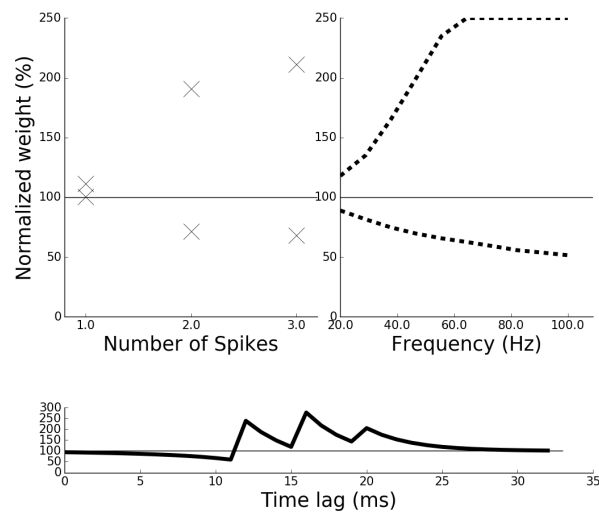 250
200
150
100
50
0
Normalized weight (%)
1.0 2.0 3.0
Number of Spikes
250
200
150
100
50
0
20.0 40.0 60.0 80.0 100.0
Frequency (Hz)
300
250
200
150
100
50
0
0 5 10 15 20 25 30 35
Time lag (ms)